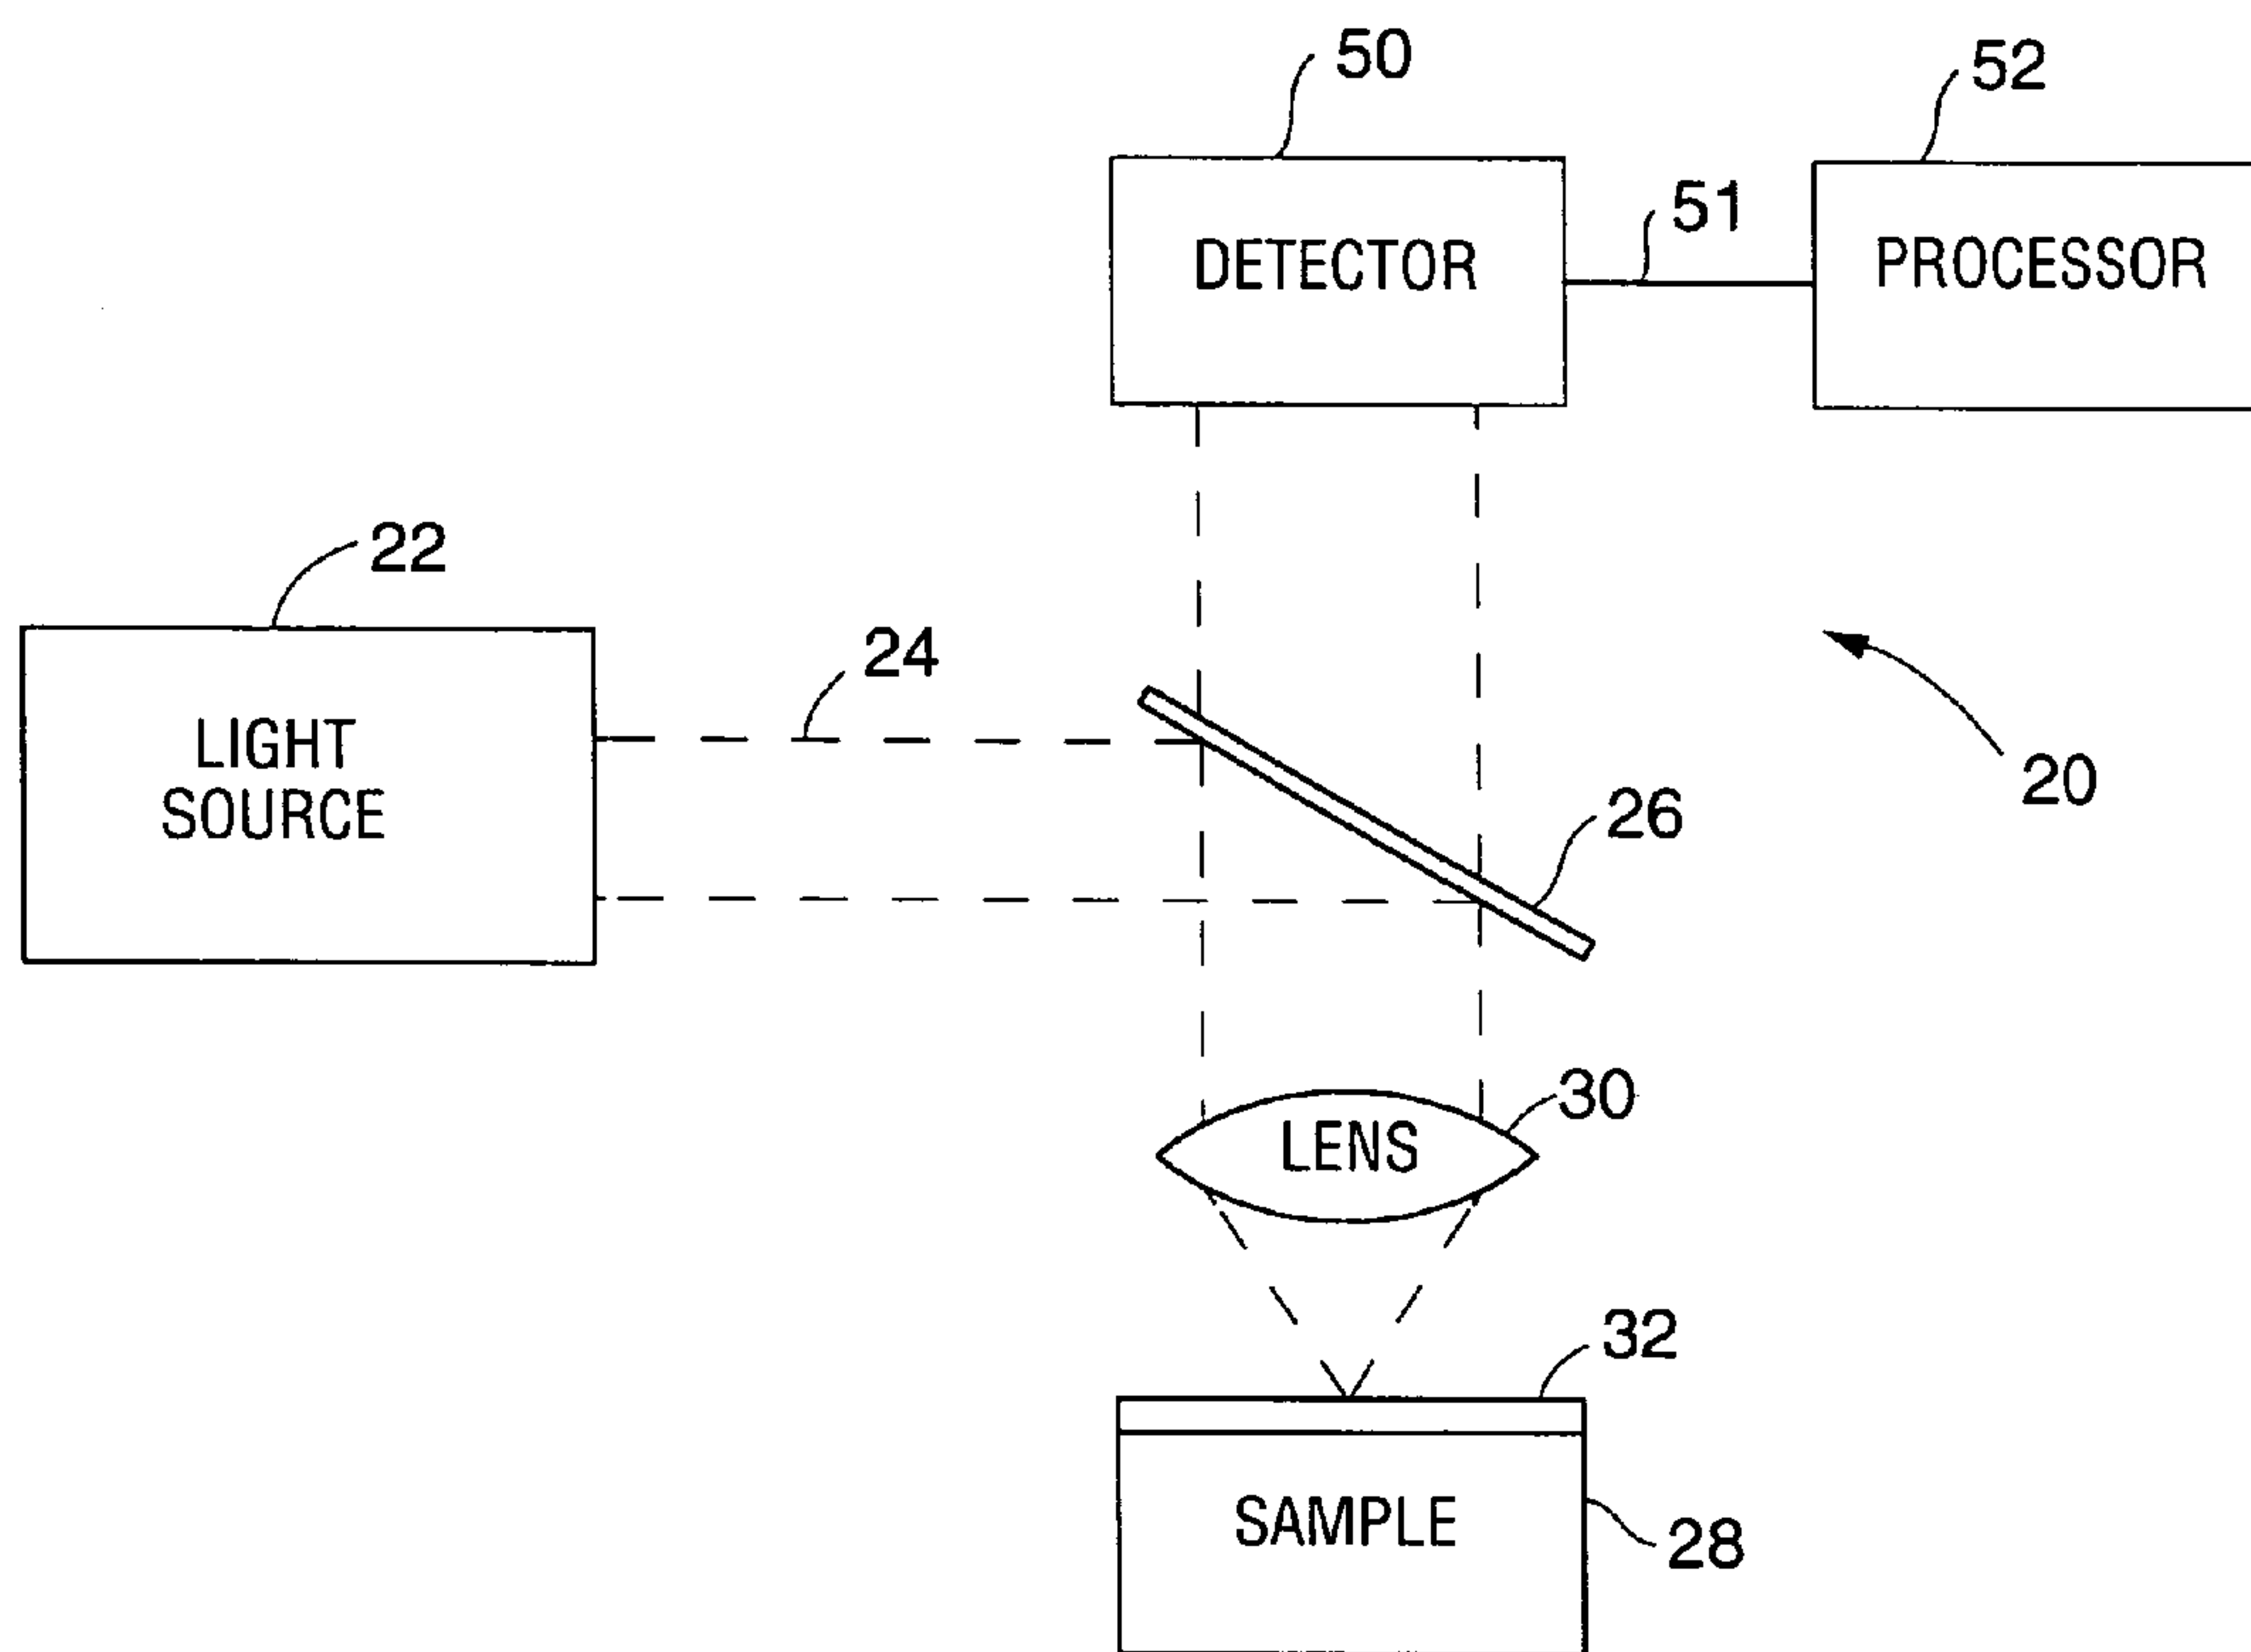 50
52
51
DETECTOR
PROCESSOR
22
24
LIGHT
SOURCE
20
26
30
LENS
32
SAMPLE
28